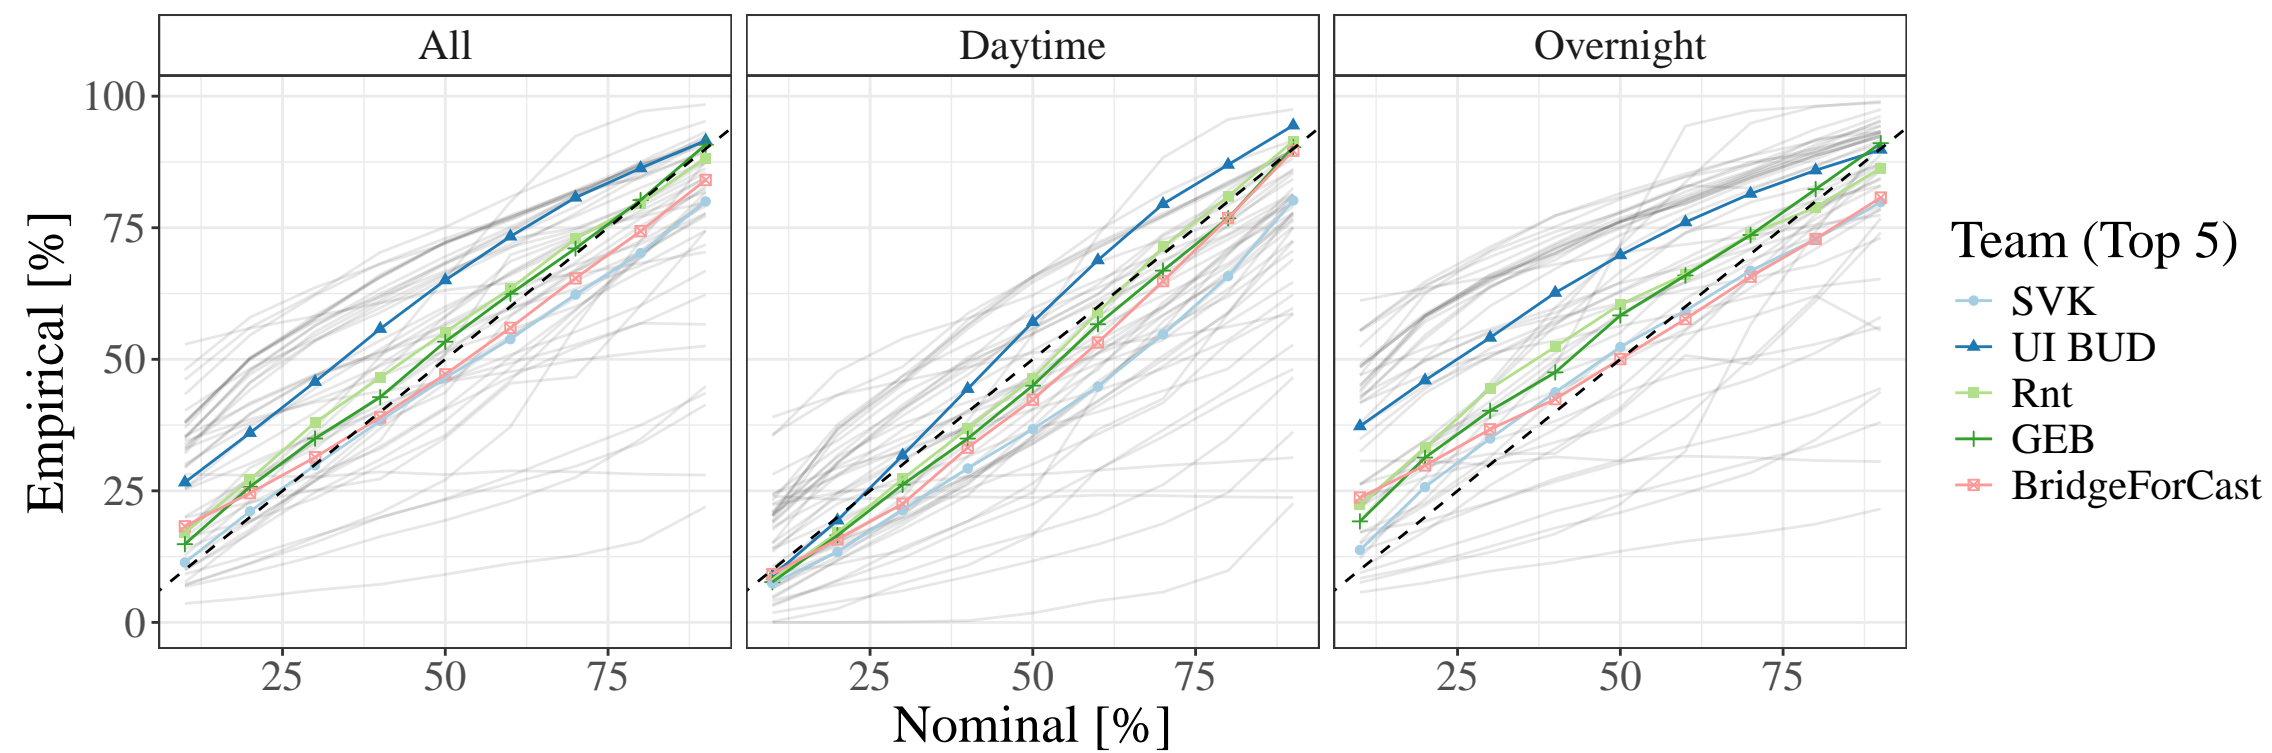 All Daytime Overnight
100
75
50
25
0
Empirical [%]
25 50 75 25 50 75 25 50 75
Nominal [%]
Team (Top 5)
SVK
UI BUD
Rnt
GEB
BridgeForCast